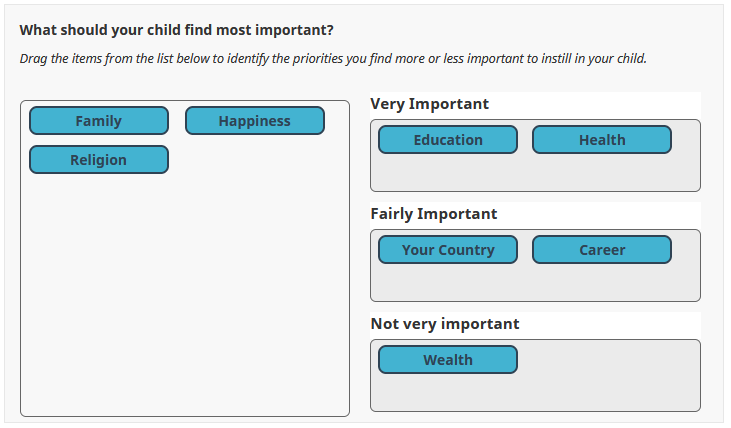 What should your child find most important?
Drag the items from the list below to identify the priorities you find more or less important to instill in your child.
Family
Happiness
Religion
Very Important
Education
Health
Fairly Important
Your Country
Career
Not very important
Wealth